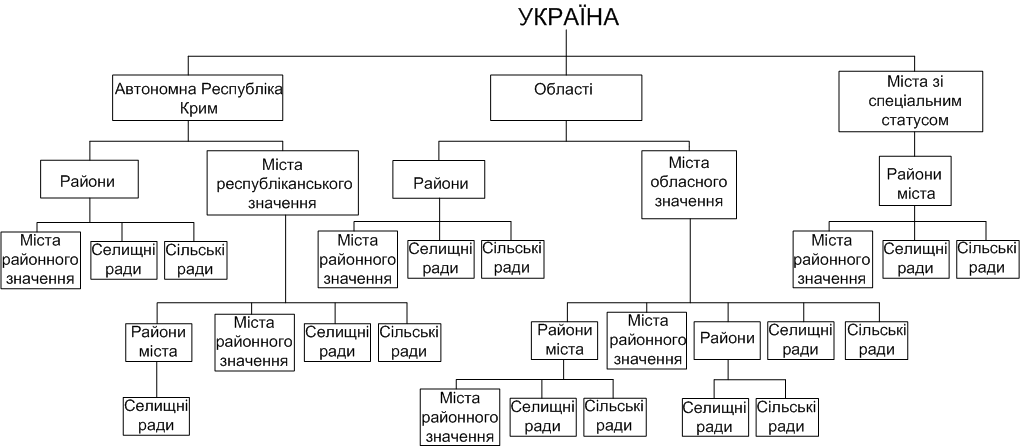 УКРАЇНА
Автономна Республіка
Крим
Області
Міста зі
спеціальним
статусом
Райони
Міста
республіканського
значення
Райони
Міста
обласного
значення
Райони
міста
Міста
районного
значення
Селищні
ради
Сільські
ради
Міста
районного
значення
Селищні
ради
Сільські
ради
Міста
районного
значення
Селищні
ради
Сільські
ради
Райони
міста
Міста
районного
значення
Селищні
ради
Сільські
ради
Райони
міста
Міста
районного
значення
Райони
Селищні
ради
Сільські
ради
Селищні
ради
Міста
районного
значення
Селищні
ради
Сільські
ради
Селищні
ради
Сільські
ради